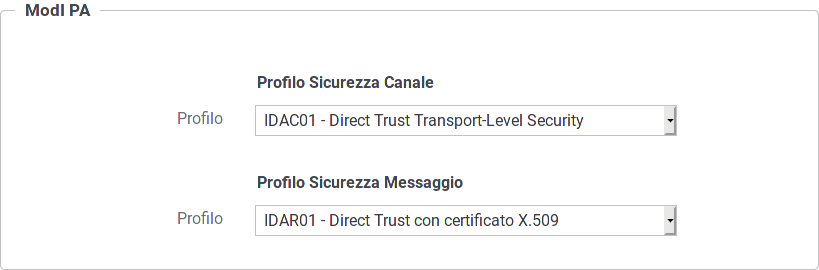 ModI PA
Profilo Sicurezza Canale
Profilo IDAC01 - Direct Trust Transport-Level Security
Profilo Sicurezza Messaggio
Profilo IDAR01 - Direct Trust con certificato X.509